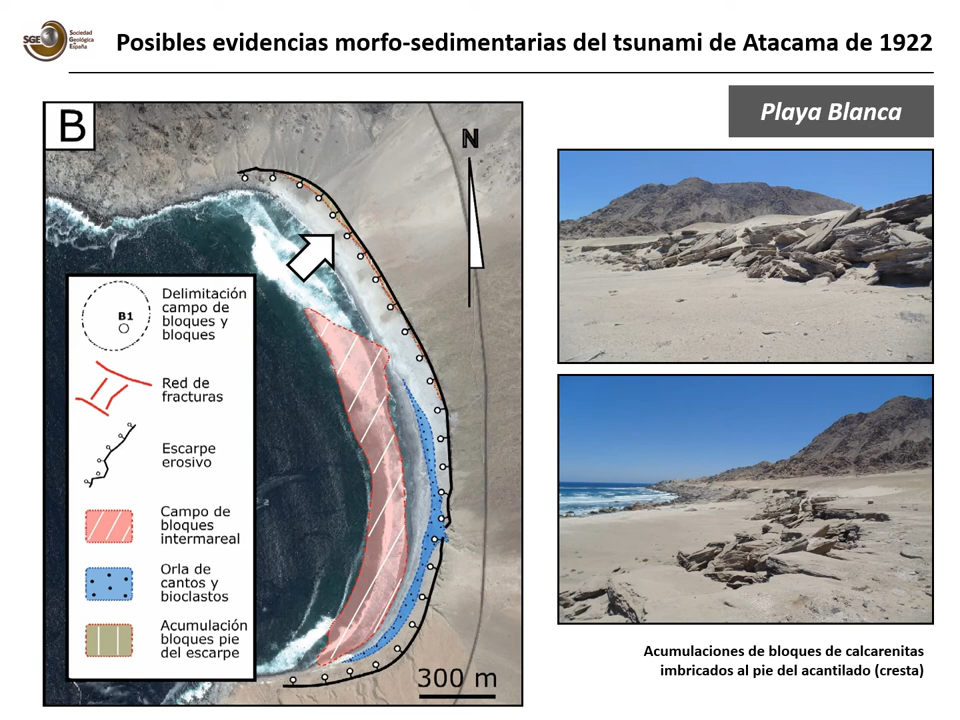 SGE
Sociedad
Geológica
España
Posibles evidencias morfo-sedimentarias del tsunami de Atacama de 1922
B
N
Playa Blanca
B1
Delimitación
campo de
bloques y
bloques
Red de
fracturas
Escarpe
erosivo
Campo de
bloques
intermareal
Orla de
cantos y
bioclastos
Acumulación
bloques pie
del escarpe
300 m
Acumulaciones de bloques de calcarenitas
imbricados al pie del acantilado (cresta)